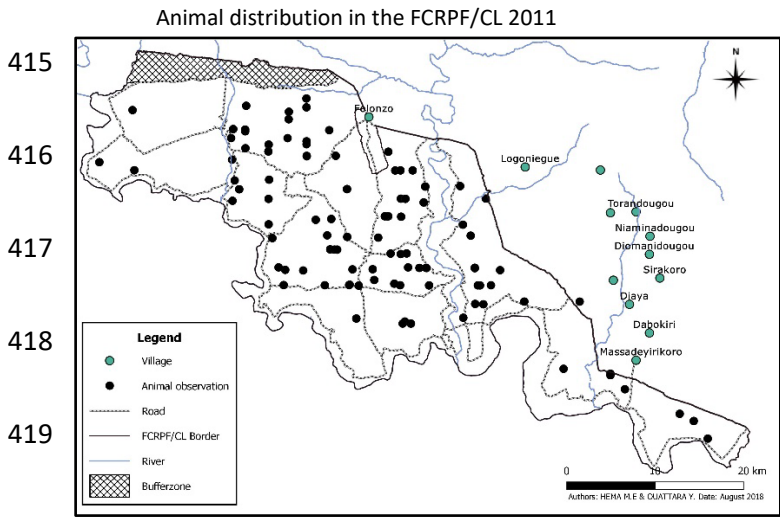 Animal distribution in the FCRPF/CL 2011
415
416
417
418
419
N
Folonzo
Logoniegue
Torandougou
Niaminadougou
Diomanidougou
Sirakoro
Djaya
Dabokiri
Massadeyirikoro
Legend
Village
Animal observation
Road
FCRPF/CL Border
River
Bufferzone
0 10 20 km
Authors: HEMA M.E & OUATTARA Y. Date: August 2018